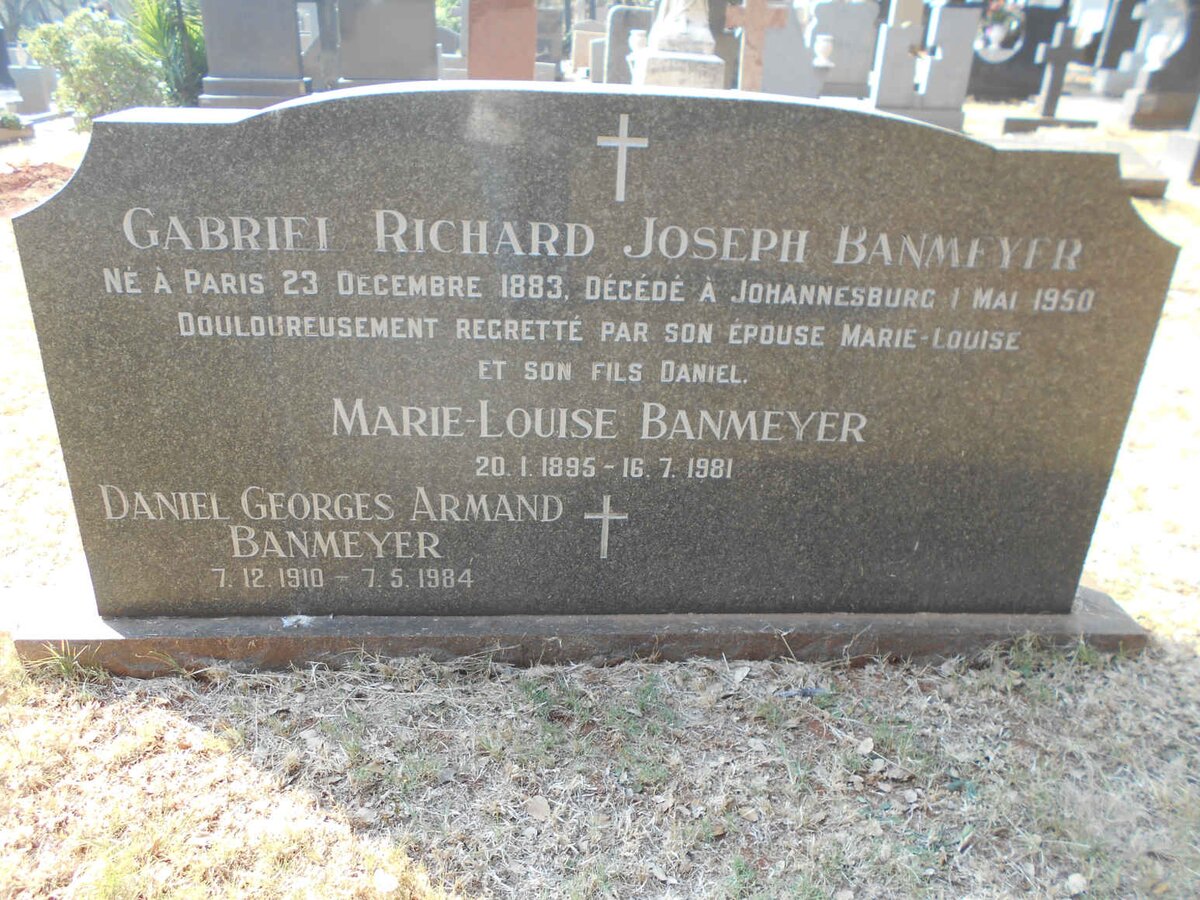 GABRIEL RICHARD JOSEPH BANMEYER
NÉ À PARIS 23 DECEMBRE 1883, DÉCÉDÉ À JOHANNESBURG 1 MAI 1950
DOULOUREUSEMENT REGRETTÉ PAR SON ÉPOUSE MARIE-LOUISE
ET SON FILS DANIEL.
MARIE-LOUISE BANMEYER
20.1.1895 - 16.7.1981
DANIEL GEORGES ARMAND
BANMEYER
7.12.1910 - 7.5.1984